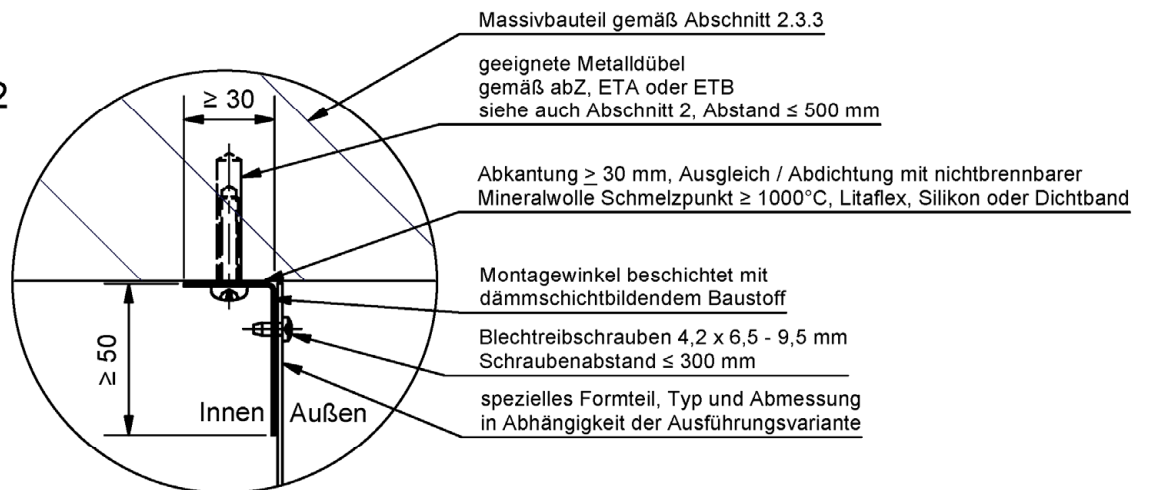 Massivbauteil gemäß Abschnitt 2.3.3
2
geeignete Metalldübel
gemäß abZ, ETA oder ETB
siehe auch Abschnitt 2, Abstand ≤ 500 mm
≥ 30
Abkantung ≥ 30 mm, Ausgleich / Abdichtung mit nichtbrennbarer
Mineralwolle Schmelzpunkt ≥ 1000°C, Litaflex, Silikon oder Dichtband
Montagewinkel beschichtet mit
dämmschichtbildendem Baustoff
Blechtreibschrauben 4,2 x 6,5 - 9,5 mm
Schraubenabstand ≤ 300 mm
≥ 50
spezielles Formteil, Typ und Abmessung
in Abhängigkeit der Ausführungsvariante
Innen
Außen